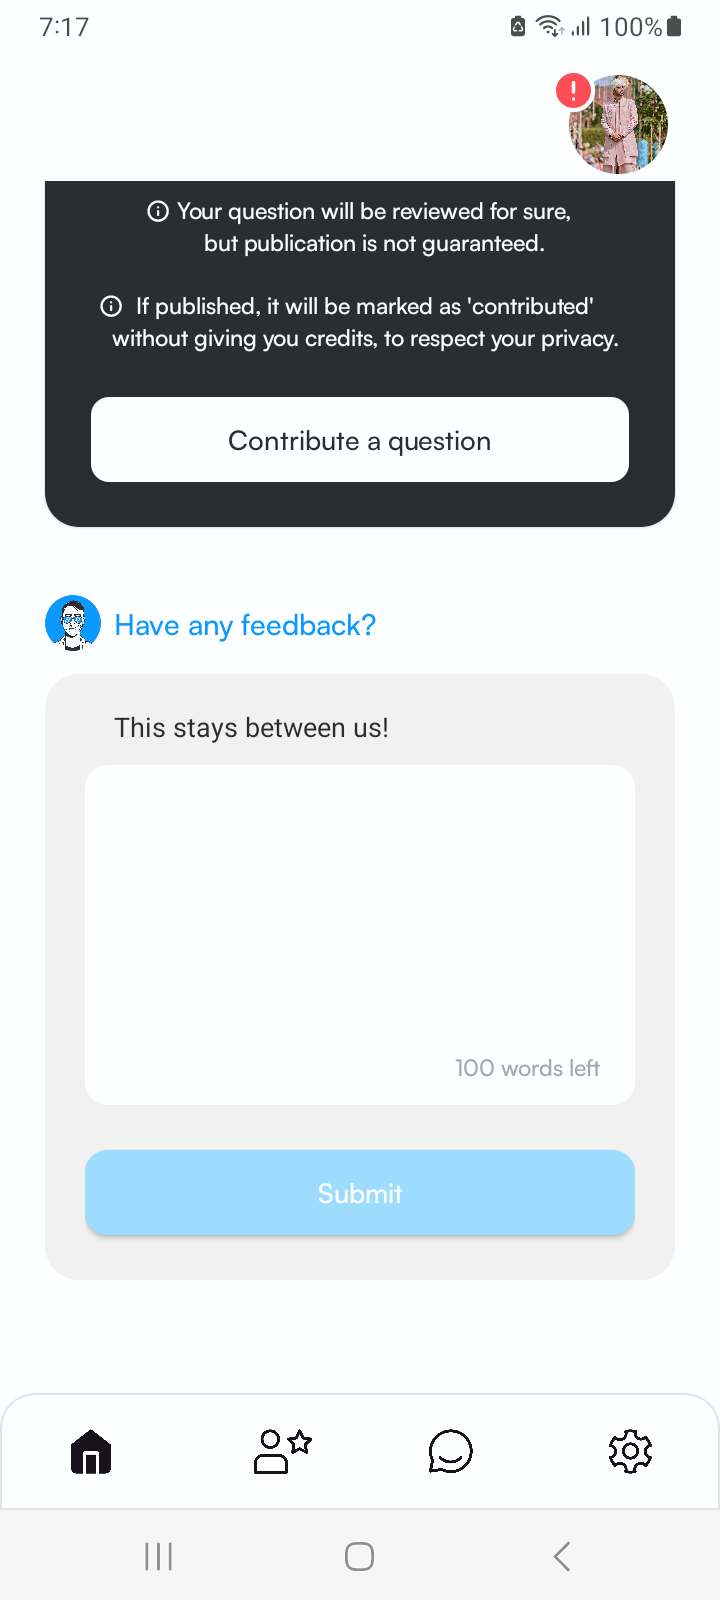 7:17
100%
Your question will be reviewed for sure,
but publication is not guaranteed.
If published, it will be marked as 'contributed'
without giving you credits, to respect your privacy.
Contribute a question
Have any feedback?
This stays between us!
100 words left
Submit